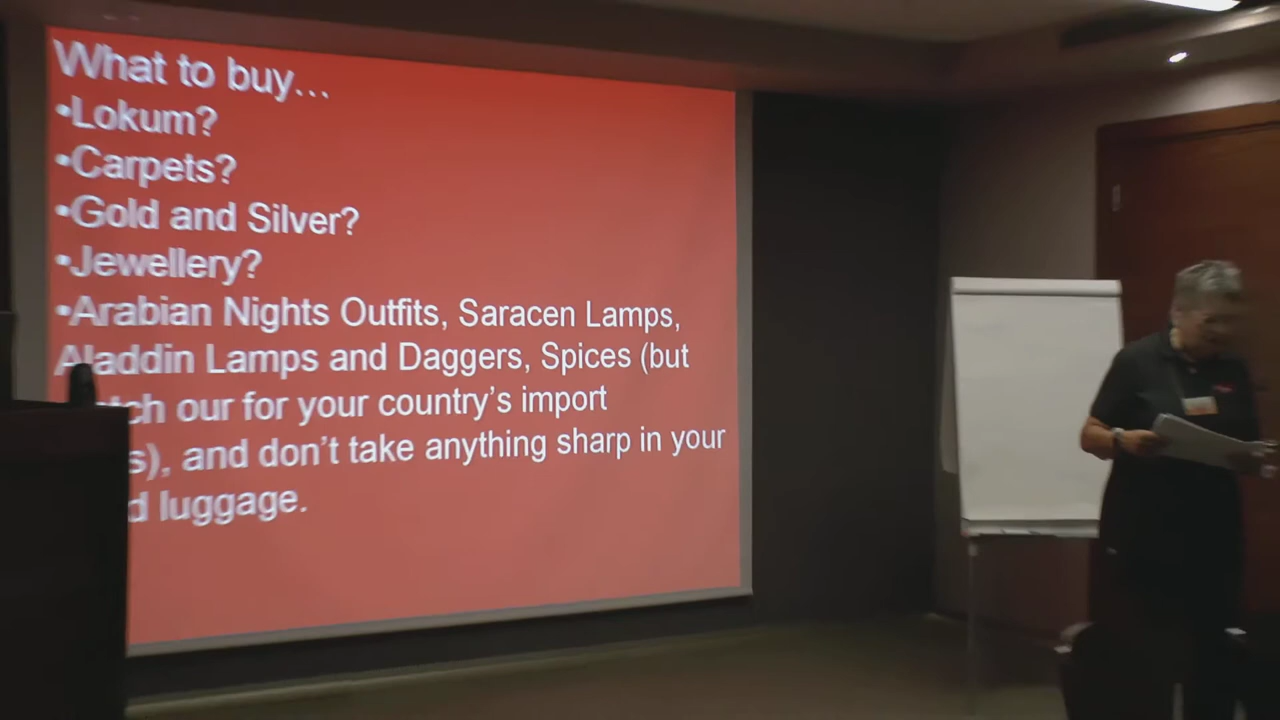 What to buy…
•Lokum?
•Carpets?
•Gold and Silver?
•Jewellery?
•Arabian Nights Outfits, Saracen Lamps,
Aladdin Lamps and Daggers, Spices (but
our for your country's import
and don't take anything sharp in your
luggage.